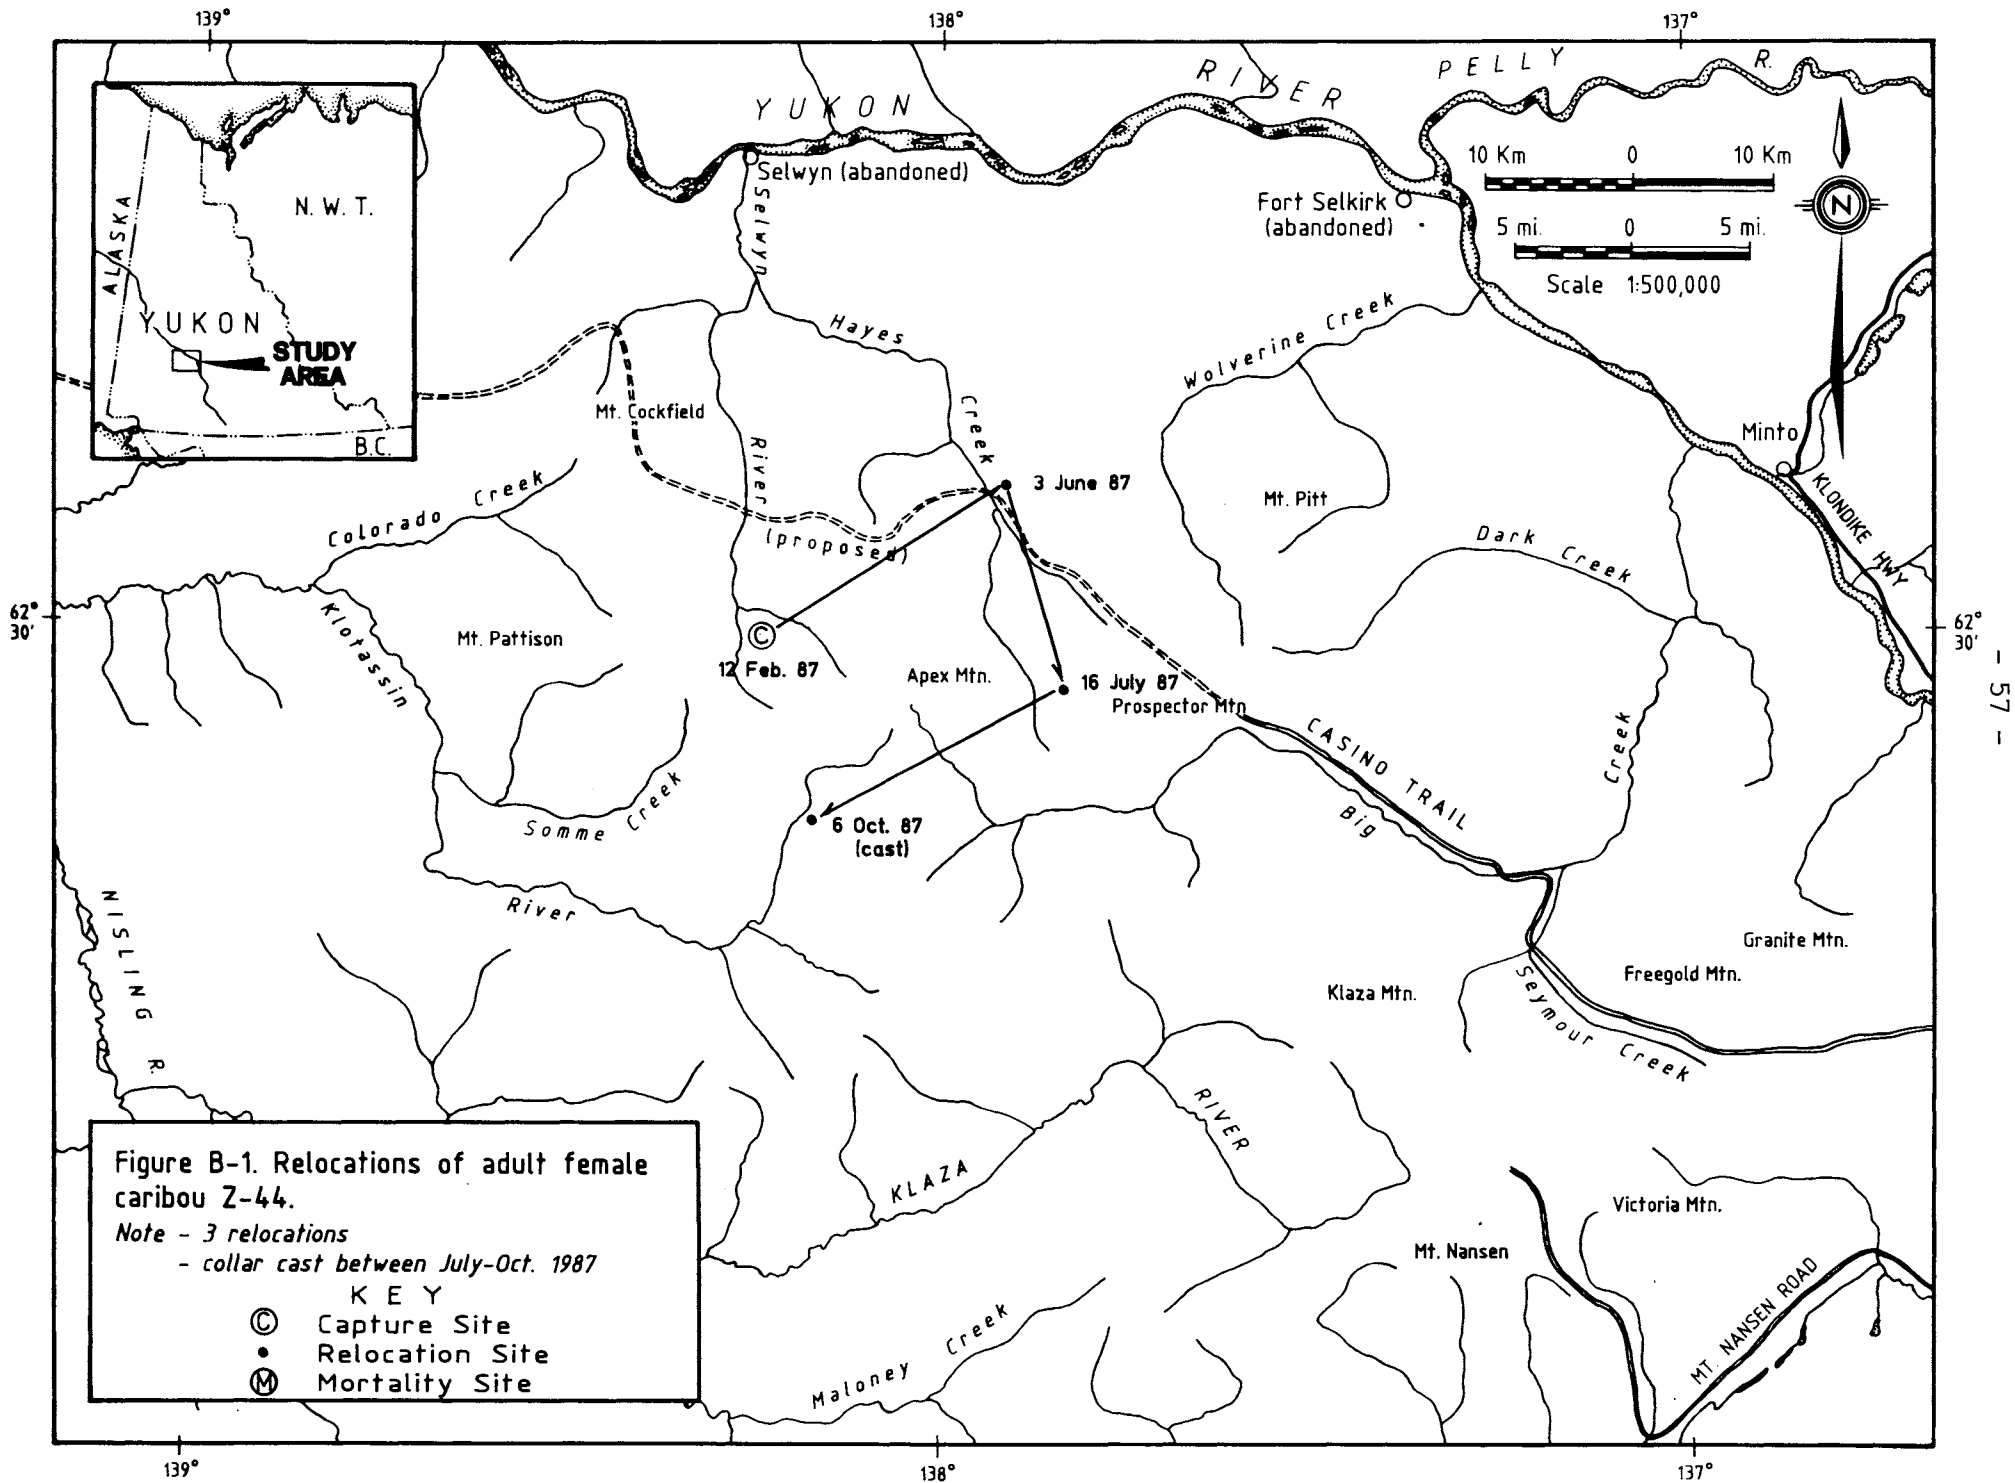 139°
138°
137°
YUKON
RIVER
PELLY
R.
Selwyn (abandoned)
Fort Selkirk
(abandoned)
10 Km 0 10 Km
5 mi. 0 5 mi.
Scale 1:500,000
N
N. W. T.
ALASKA
YUKON
STUDY
AREA
B.C.
Selwyn
River
Hayes
Creek
Wolverine Creek
Minto
KLONDIKE HWY
Mt. Cockfield
Colorado Creek
(proposed)
3 June 87
Mt. Pitt
Dark Creek
62°
30'
62°
30'
Klotassin
River
Mt. Pattison
C
12 Feb. 87
Apex Mtn.
16 July 87
Prospector Mtn
CASINO TRAIL
Big
Creek
Somme Creek
6 Oct. 87
(cast)
NISLING R.
Granite Mtn.
Freegold Mtn.
Klaza Mtn.
Seymour Creek
KLAZA
RIVER
Victoria Mtn.
Mt. Nansen
MT. NANSEN ROAD
Maloney Creek
Figure B-1. Relocations of adult female
caribou Z-44.
Note - 3 relocations
- collar cast between July-Oct. 1987
KEY
C Capture Site
Relocation Site
M Mortality Site
139°
138°
137°
- 57 -